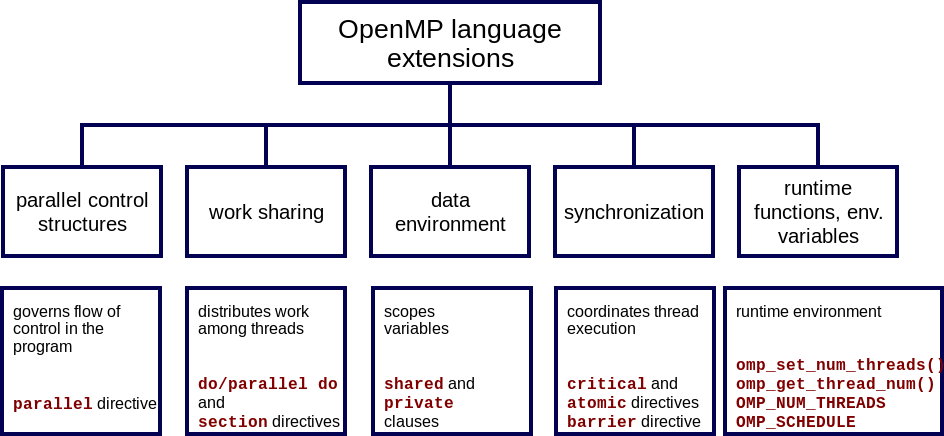 OpenMP language
extensions
parallel control
structures
work sharing
data
environment
synchronization
runtime
functions, env.
variables
governs flow of
control in the
program
parallel directive
distributes work
among threads
do/parallel do
and
section directives
scopes
variables
shared and
private
clauses
coordinates thread
execution
critical and
atomic directives
barrier directive
runtime environment
omp_set_num_threads()
omp_get_thread_num()
OMP_NUM_THREADS
OMP_SCHEDULE